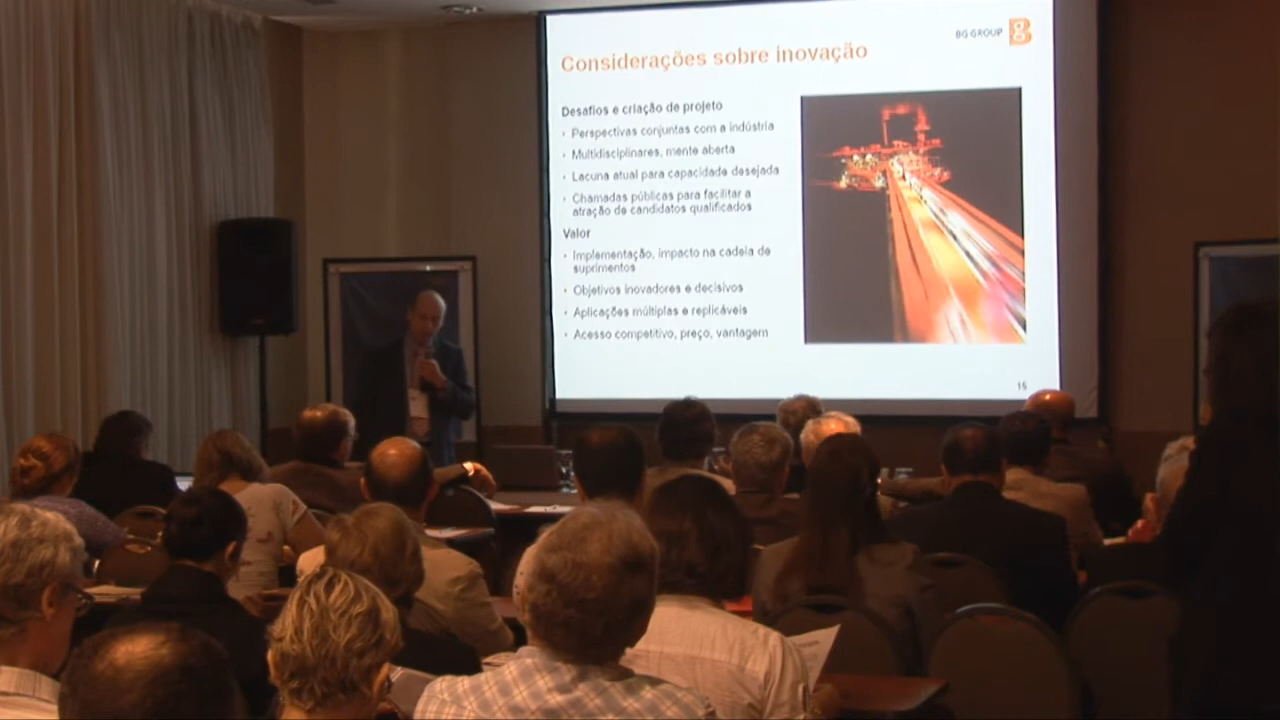 BG GROUP
Considerações sobre inovação
Desafios e criação de projeto
• Perspectivas conjuntas com a indústria
• Multidisciplinares, mente aberta
• Lacuna atual para capacidade desejada
• Chamadas públicas para facilitar a
atração de candidatos qualificados
Valor
• Implementação, impacto na cadeia de
suprimentos
• Objetivos inovadores e decisivos
• Aplicações múltiplas e replicáveis
• Acesso competitivo, preço, vantagem
15